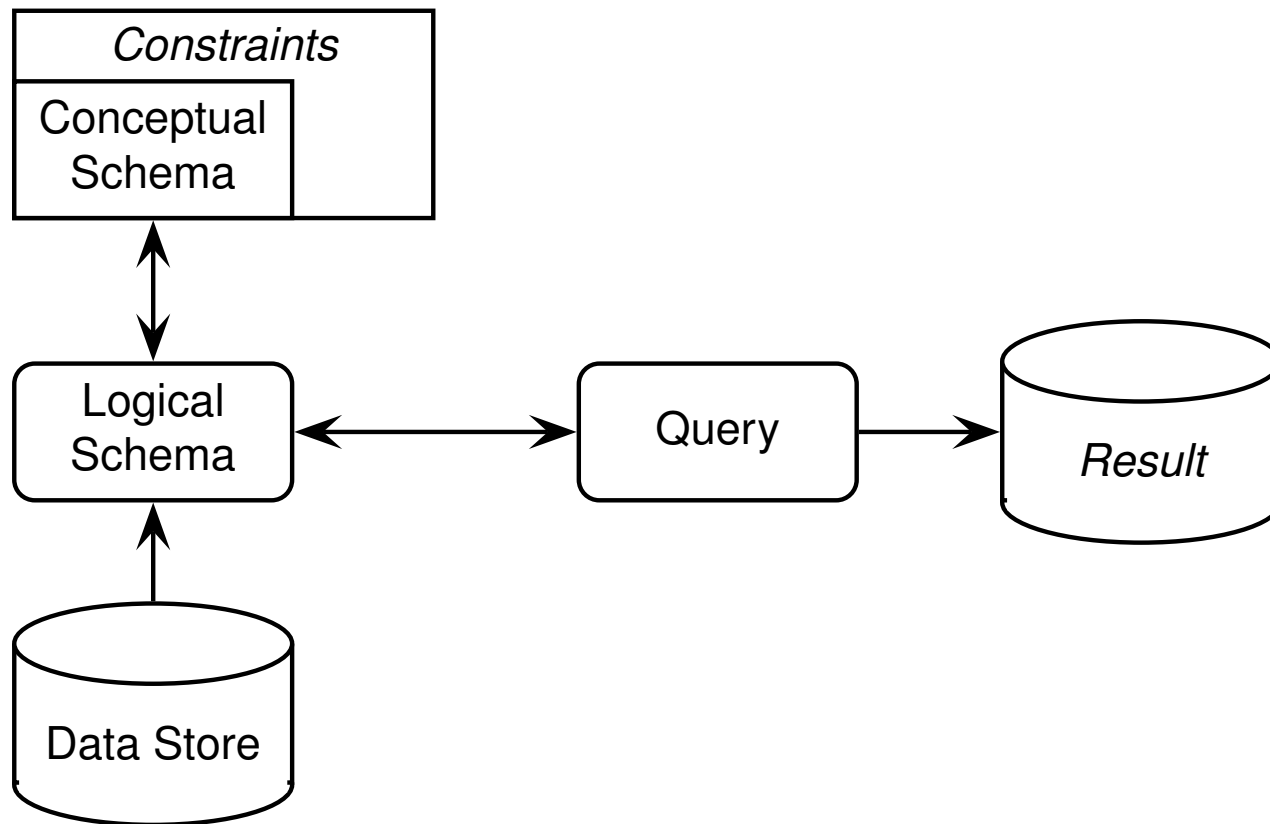 Constraints
Conceptual
Schema
Logical
Schema
Query
Result
Data Store